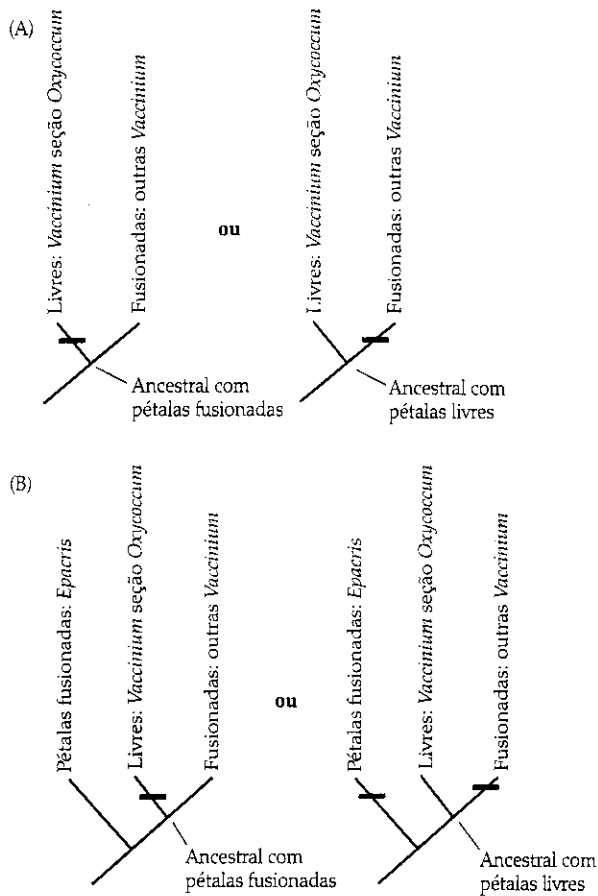 (A)
Livres: Vaccinium seção Oxycoccum
Fusionadas: outras Vaccinium
ou
Livres: Vaccinium seção Oxycoccum
Fusionadas: outras Vaccinium
Ancestral com
pétalas fusionadas
Ancestral com
pétalas livres
(B)
Pétalas fusionadas: Epacris
Livres: Vaccinium seção Oxycoccum
Fusionadas: outras Vaccinium
ou
Pétalas fusionadas: Epacris
Livres: Vaccinium seção Oxycoccum
Fusionadas: outras Vaccinium
Ancestral com
pétalas fusionadas
Ancestral com
pétalas livres